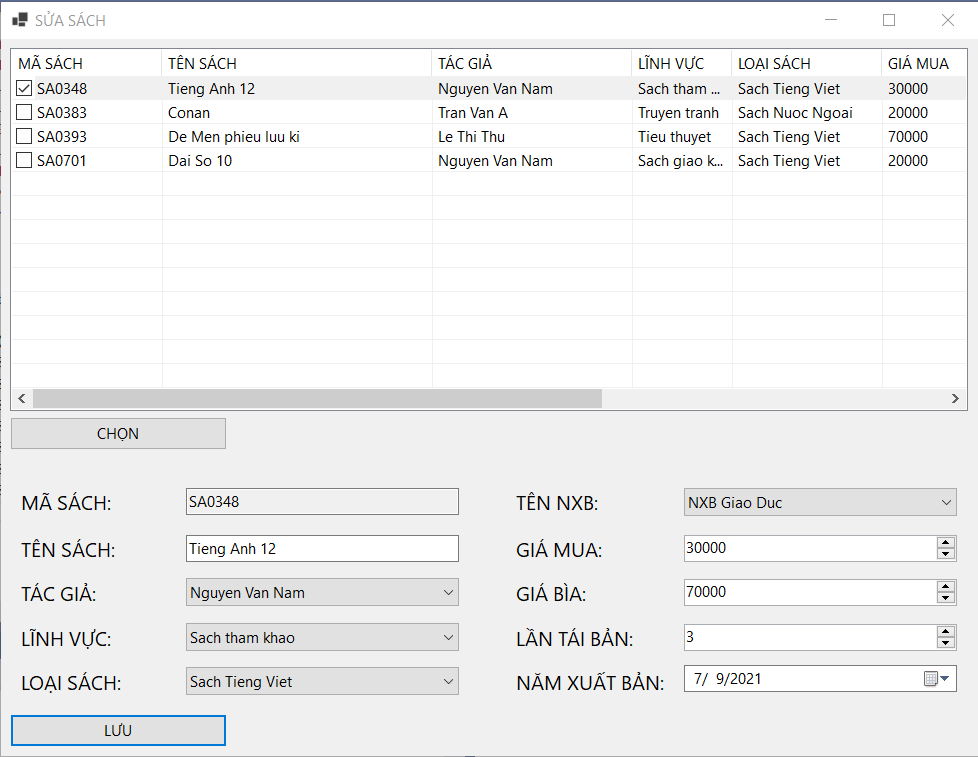 SỬA SÁCH
MÃ SÁCH TÊN SÁCH TÁC GIẢ LĨNH VỰC LOẠI SÁCH GIÁ MUA
SA0348 Tieng Anh 12 Nguyen Van Nam Sach tham ... Sach Tieng Viet 30000
SA0383 Conan Tran Van A Truyen tranh Sach Nuoc Ngoai 20000
SA0393 De Men phieu luu ki Le Thi Thu Tieu thuyet Sach Tieng Viet 70000
SA0701 Dai So 10 Nguyen Van Nam Sach giao k... Sach Tieng Viet 20000
CHỌN
MÃ SÁCH: SA0348 TÊN NXB: NXB Giao Duc
TÊN SÁCH: Tieng Anh 12 GIÁ MUA: 30000
TÁC GIẢ: Nguyen Van Nam GIÁ BÌA: 70000
LĨNH VỰC: Sach tham khao LẦN TÁI BẢN: 3
LOẠI SÁCH: Sach Tieng Viet NĂM XUẤT BẢN: 7/ 9/2021
LƯU